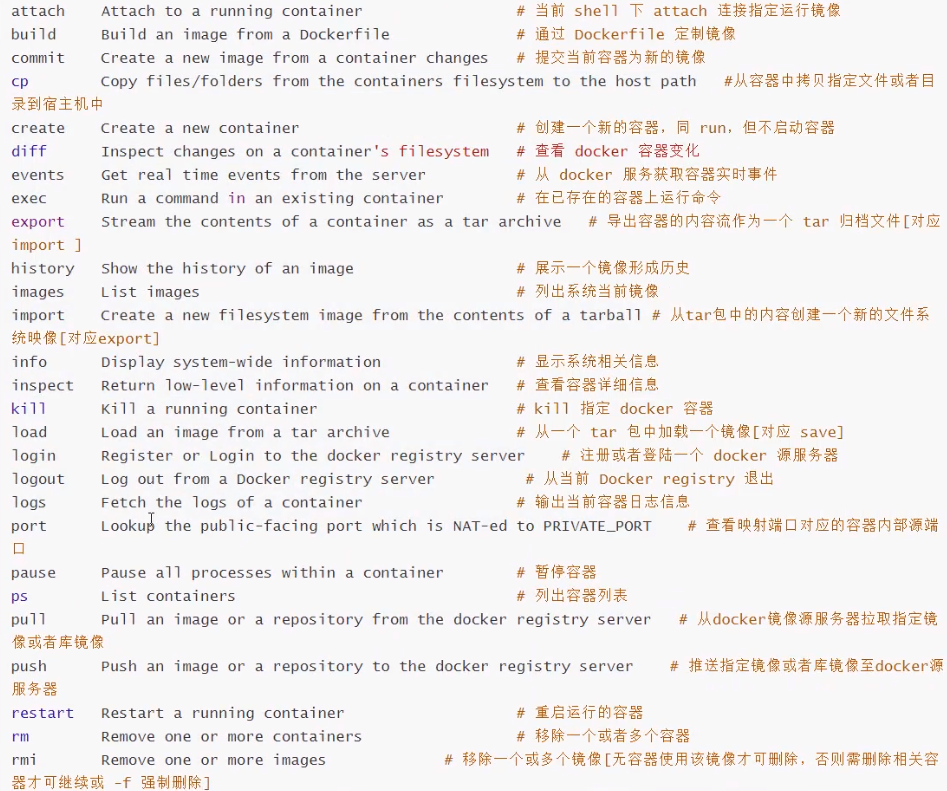 attach    Attach to a running container                 # 当前 shell 下 attach 连接指定运行镜像
build     Build an image from a Dockerfile              # 通过 Dockerfile 定制镜像
commit    Create a new image from a container changes   # 提交当前容器为新的镜像
cp        Copy files/folders from the containers filesystem to the host path   #从容器中拷贝指定文件或者目
录到宿主机中
create    Create a new container                        # 创建一个新的容器，同 run，但不启动容器
diff      Inspect changes on a container's filesystem   # 查看 docker 容器变化
events    Get real time events from the server          # 从 docker 服务获取容器实时事件
exec      Run a command in an existing container        # 在已存在的容器上运行命令
export    Stream the contents of a container as a tar archive   # 导出容器的内容流作为一个 tar 归档文件[对应
import ]
history   Show the history of an image                  # 展示一个镜像形成历史
images    List images                                   # 列出系统当前镜像
import    Create a new filesystem image from the contents of a tarball # 从tar包中的内容创建一个新的文件系
统映像[对应export]
info      Display system-wide information               # 显示系统相关信息
inspect   Return low-level information on a container   # 查看容器详细信息
kill      Kill a running container                      # kill 指定 docker 容器
load      Load an image from a tar archive              # 从一个 tar 包中加载一个镜像[对应 save]
login     Register or Login to the docker registry server    # 注册或者登陆一个 docker 源服务器
logout    Log out from a Docker registry server          # 从当前 Docker registry 退出
logs      Fetch the logs of a container                 # 输出当前容器日志信息
port      Lookup the public-facing port which is NAT-ed to PRIVATE_PORT    # 查看映射端口对应的容器内部源端
口
pause     Pause all processes within a container        # 暂停容器
ps        List containers                               # 列出容器列表
pull      Pull an image or a repository from the docker registry server   # 从docker镜像源服务器拉取指定镜
像或者库镜像
push      Push an image or a repository to the docker registry server    # 推送指定镜像或者库镜像至docker源
服务器
restart   Restart a running container                   # 重启运行的容器
rm        Remove one or more containers                 # 移除一个或者多个容器
rmi       Remove one or more images             # 移除一个或多个镜像[无容器使用该镜像才可删除，否则需删除相关容
器才可继续或 -f 强制删除]